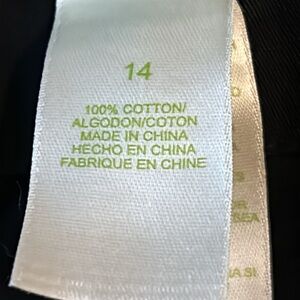 14
100% COTTON/
ALGODON/COTON
MADE IN CHINA
HECHO EN CHINA
FABRIQUE EN CHINE